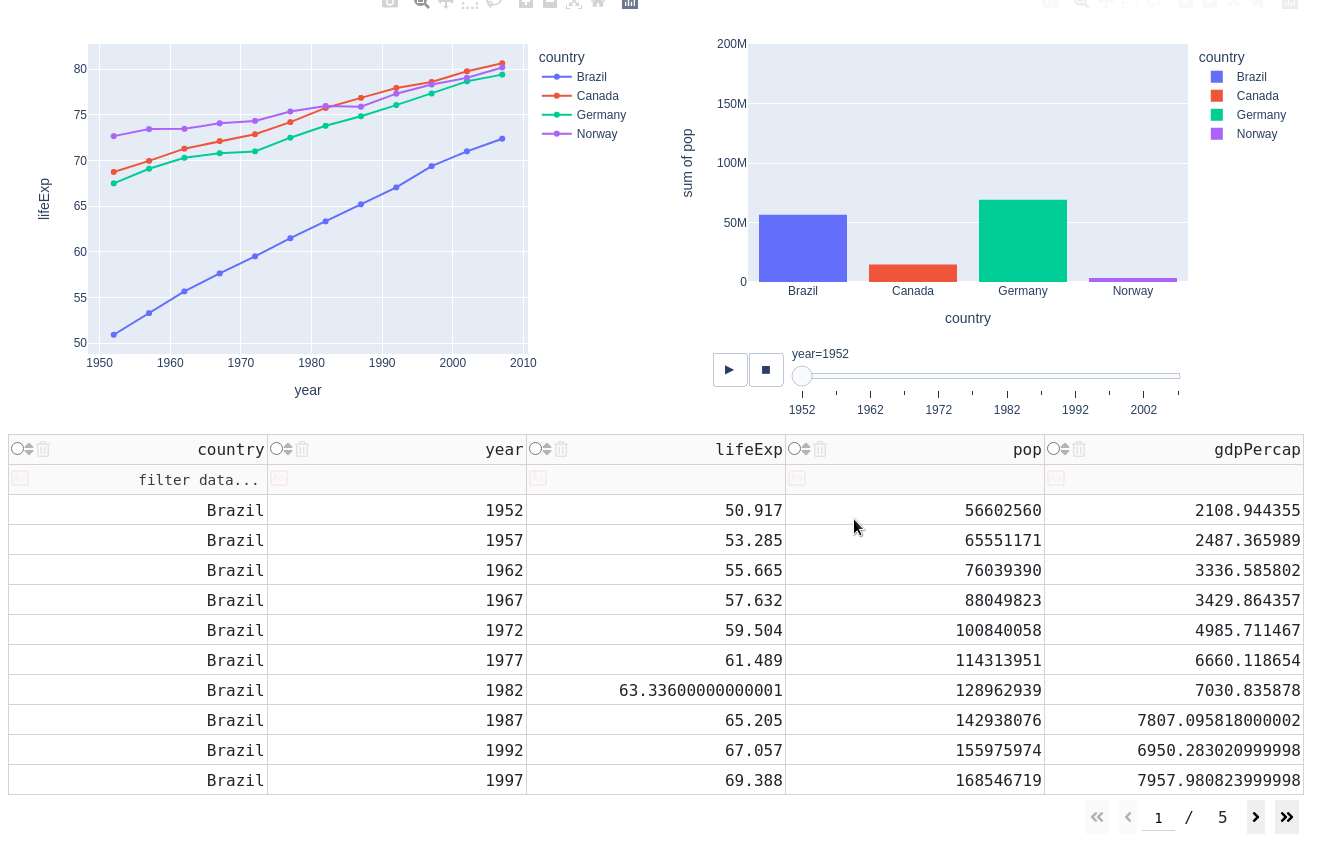 80
75
70
65
60
55
50
lifeExp
1950 1960 1970 1980 1990 2000 2010
year
country
Brazil
Canada
Germany
Norway
200M
150M
100M
50M
0
sum of pop
Brazil Canada Germany Norway
country
country
Brazil
Canada
Germany
Norway
year=1952
1952 1962 1972 1982 1992 2002
country year lifeExp pop gdpPercap
Aa filter data... Aa Aa Aa Aa
Brazil 1952 50.917 56602560 2108.944355
Brazil 1957 53.285 65551171 2487.365989
Brazil 1962 55.665 76039390 3336.585802
Brazil 1967 57.632 88049823 3429.864357
Brazil 1972 59.504 100840058 4985.711467
Brazil 1977 61.489 114313951 6660.118654
Brazil 1982 63.33600000000001 128962939 7030.835878
Brazil 1987 65.205 142938076 7807.095818000002
Brazil 1992 67.057 155975974 6950.283020999998
Brazil 1997 69.388 168546719 7957.980823999998
1 / 5